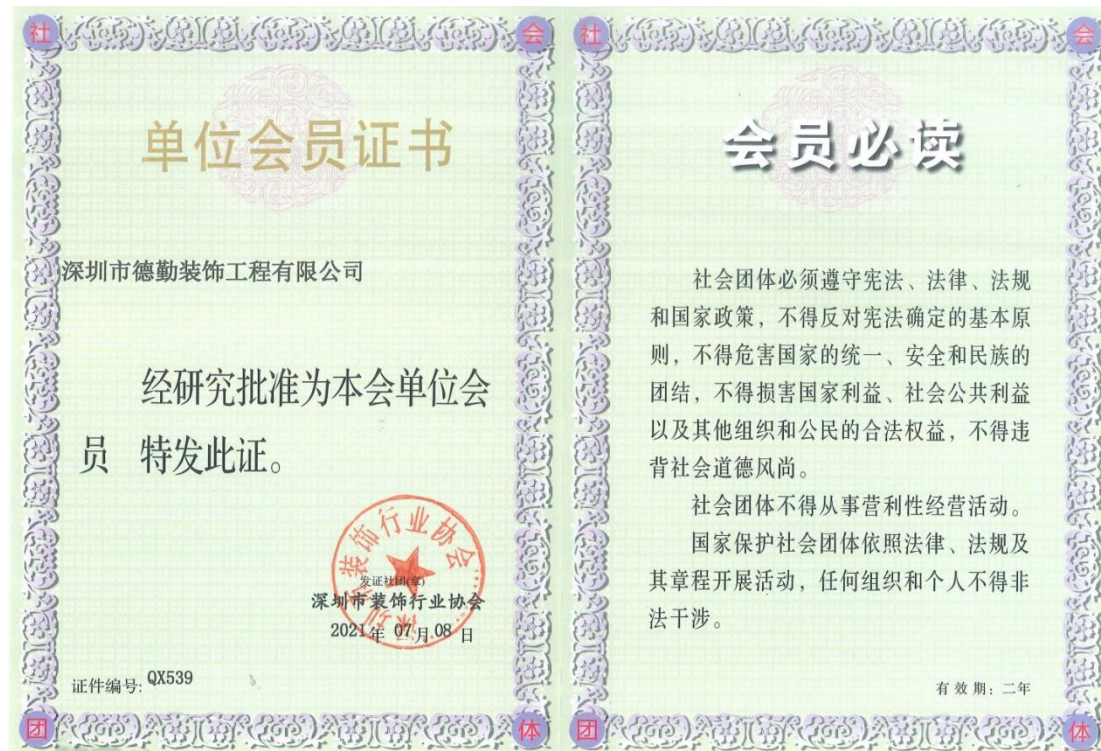 社 会
单位会员证书
深圳市德勤装饰工程有限公司
经研究批准为本会单位会
员 特发此证。
深圳市装饰行业协会
发证社团(章)
深圳市装饰行业协会
2021年 07月 08 日
证件编号: QX539
团 体
社 会
会员必读
社会团体必须遵守宪法、法律、法规
和国家政策，不得反对宪法确定的基本原
则，不得危害国家的统一、安全和民族的
团结，不得损害国家利益、社会公共利益
以及其他组织和公民的合法权益，不得违
背社会道德风尚。
社会团体不得从事营利性经营活动。
国家保护社会团体依照法律、法规及
其章程开展活动，任何组织和个人不得非
法干涉。
有效期：二年
团 体